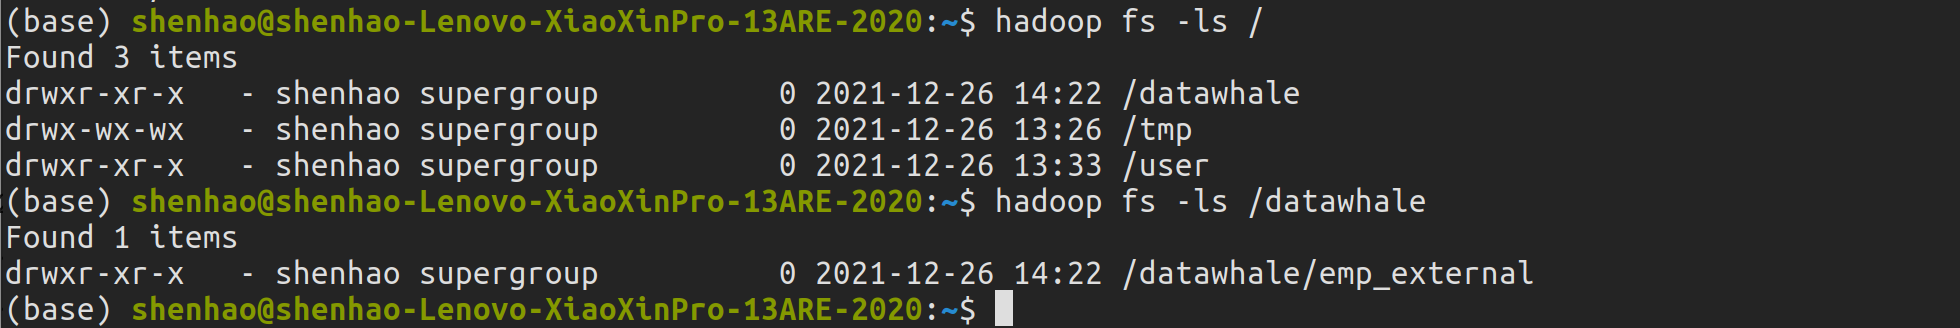 (base) shenhao@shenhao-Lenovo-XiaoXinPro-13ARE-2020:~$ hadoop fs -ls /
Found 3 items
drwxr-xr-x   - shenhao supergroup          0 2021-12-26 14:22 /datawhale
drwx-wx-wx   - shenhao supergroup          0 2021-12-26 13:26 /tmp
drwxr-xr-x   - shenhao supergroup          0 2021-12-26 13:33 /user
(base) shenhao@shenhao-Lenovo-XiaoXinPro-13ARE-2020:~$ hadoop fs -ls /datawhale
Found 1 items
drwxr-xr-x   - shenhao supergroup          0 2021-12-26 14:22 /datawhale/emp_external
(base) shenhao@shenhao-Lenovo-XiaoXinPro-13ARE-2020:~$